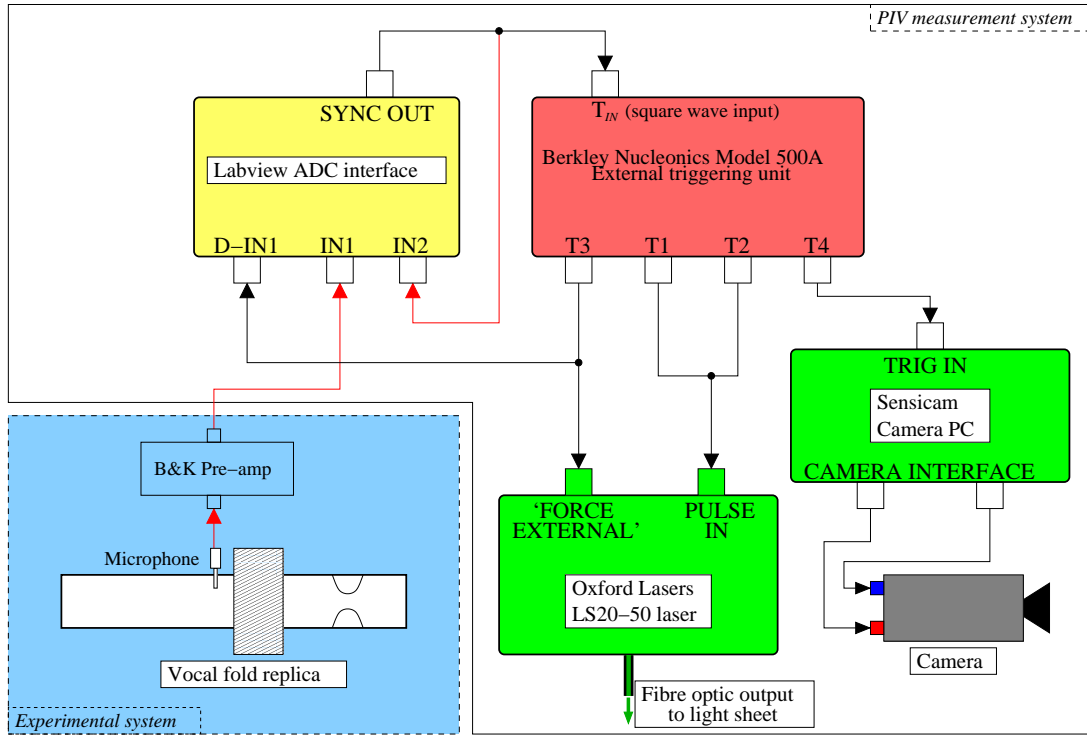 PIV measurement system
SYNC OUT
T_IN (square wave input)
Berkley Nucleonics Model 500A
External triggering unit
Labview ADC interface
D−IN1 IN1 IN2
T3 T1 T2 T4
TRIG IN
Sensicam
Camera PC
CAMERA INTERFACE
B&K Pre−amp
‘FORCE
EXTERNAL’
PULSE
IN
Microphone
Oxford Lasers
LS20−50 laser
Vocal fold replica
Camera
Fibre optic output
to light sheet
Experimental system